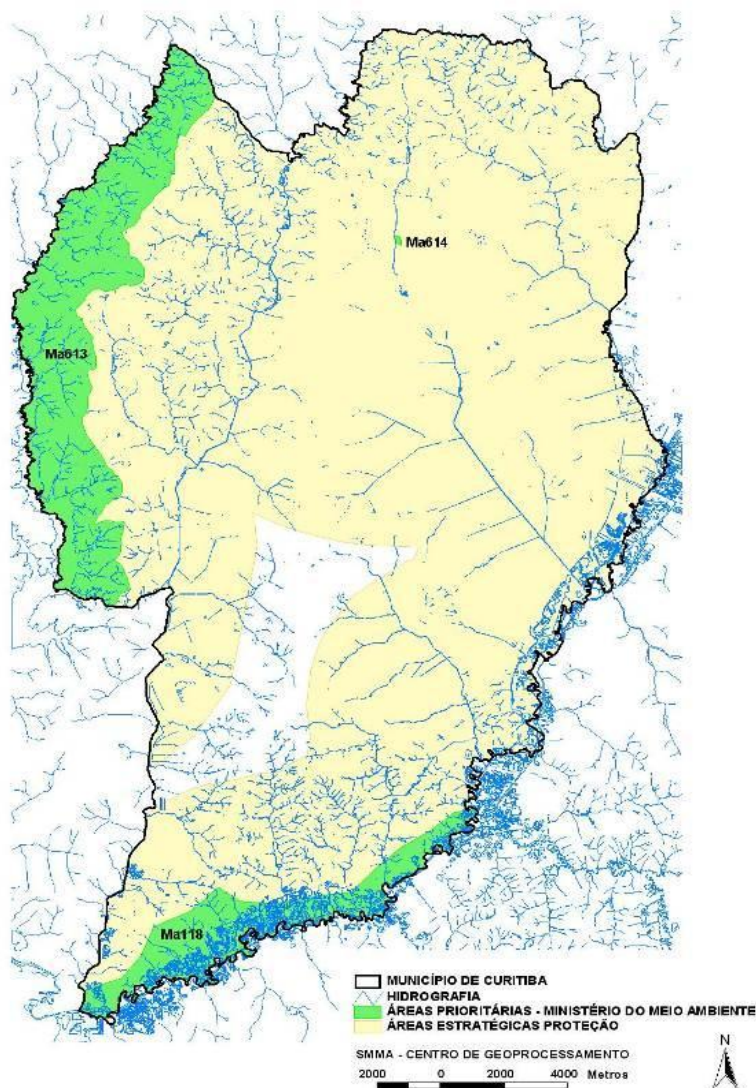 Ma614
Ma613
Ma118
MUNICÍPIO DE CURITIBA
HIDROGRAFIA
ÁREAS PRIORITÁRIAS - MINISTÉRIO DO MEIO AMBIENTE
ÁREAS ESTRATÉGICAS PROTEÇÃO
N
SMMA - CENTRO DE GEOPROCESSAMENTO
2000 0 2000 4000 Metros